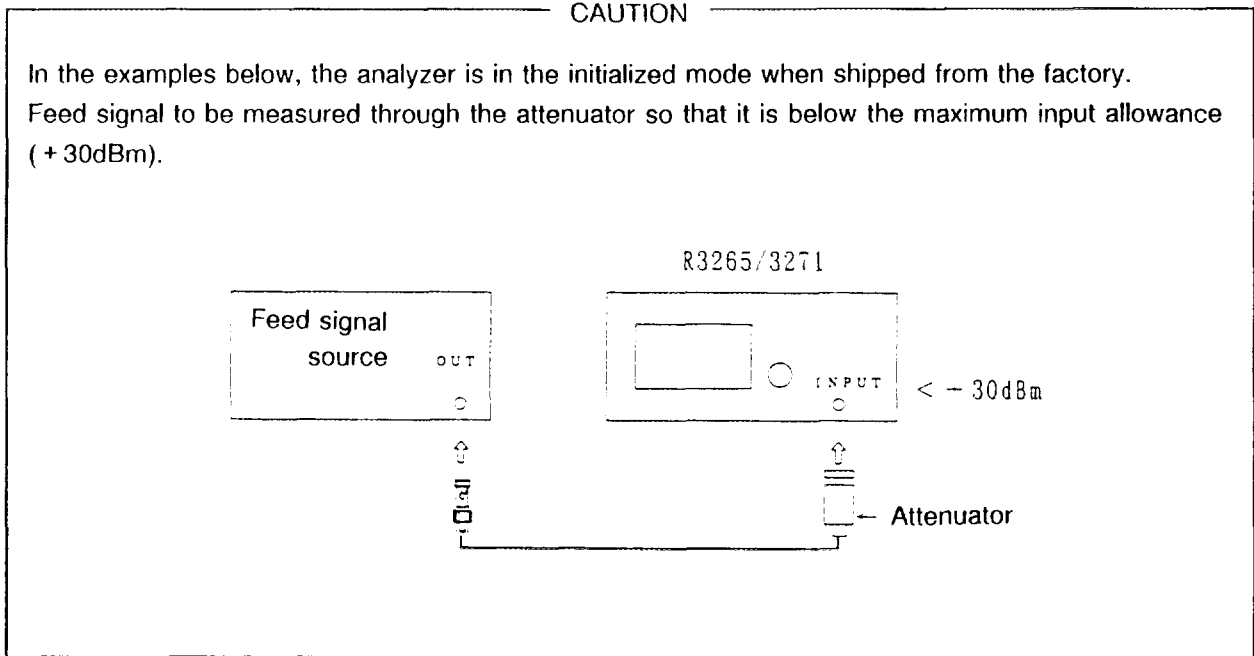 CAUTION
In the examples below, the analyzer is in the initialized mode when shipped from the factory.
Feed signal to be measured through the attenuator so that it is below the maximum input allowance
( + 30dBm).
R3265/3271
Feed signal
source
OUT
INPUT
< − 30dBm
← Attenuator